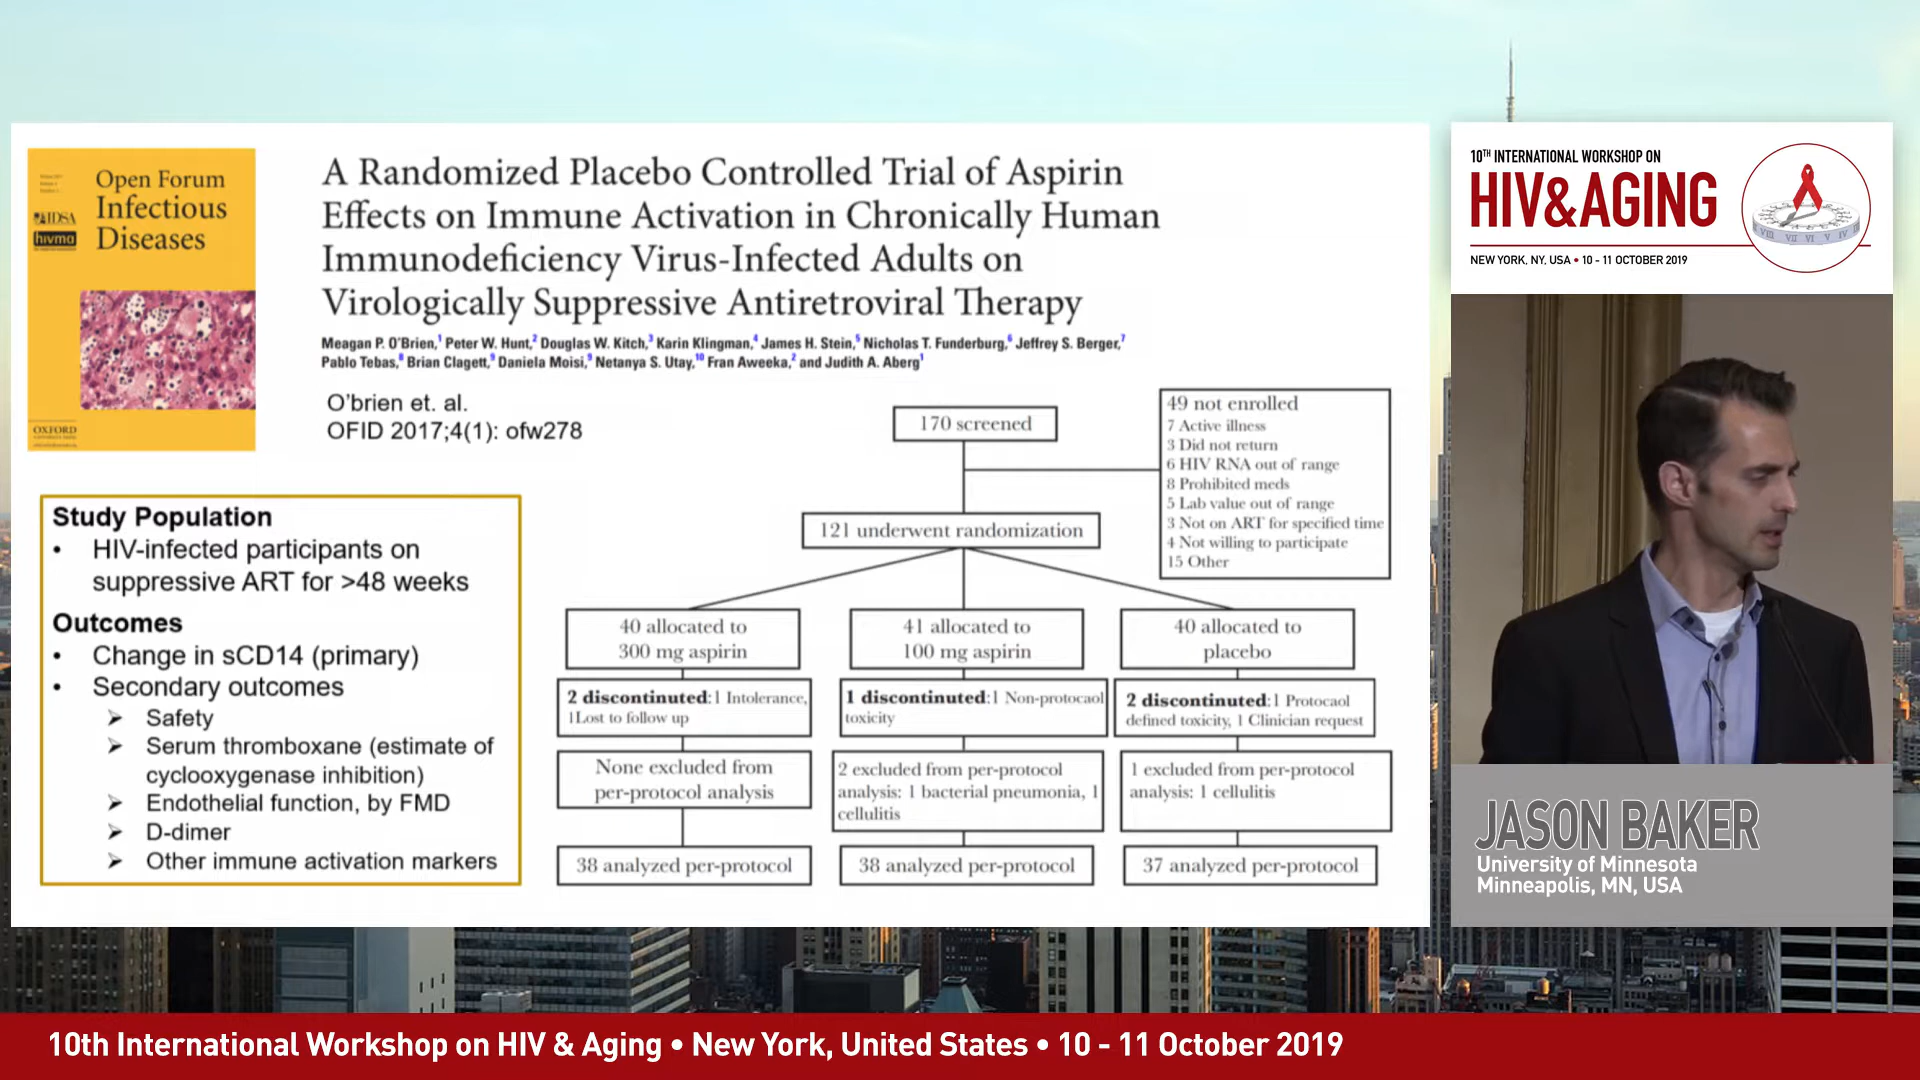 Open Forum
Infectious
Diseases
IDSA
hivma
OXFORD
A Randomized Placebo Controlled Trial of Aspirin
Effects on Immune Activation in Chronically Human
Immunodeficiency Virus-Infected Adults on
Virologically Suppressive Antiretroviral Therapy
Meagan P. O'Brien,1 Peter W. Hunt,2 Douglas W. Kitch,3 Karin Klingman,4 James H. Stein,5 Nicholas T. Funderburg,6 Jeffrey S. Berger,7
Pablo Tebas,8 Brian Clagett,9 Daniela Moisi,9 Netanya S. Utay,10 Fran Aweeka,2 and Judith A. Aberg1
O'brien et. al.
OFID 2017;4(1): ofw278
Study Population
• HIV-infected participants on
suppressive ART for >48 weeks
Outcomes
• Change in sCD14 (primary)
• Secondary outcomes
➢ Safety
➢ Serum thromboxane (estimate of
cyclooxygenase inhibition)
➢ Endothelial function, by FMD
➢ D-dimer
➢ Other immune activation markers
170 screened
49 not enrolled
7 Active illness
3 Did not return
6 HIV RNA out of range
8 Prohibited meds
5 Lab value out of range
3 Not on ART for specified time
4 Not willing to participate
15 Other
121 underwent randomization
40 allocated to
300 mg aspirin
41 allocated to
100 mg aspirin
40 allocated to
placebo
2 discontinued:1 Intolerance,
1Lost to follow up
1 discontinued:1 Non-protocaol
toxicity
2 discontinued:1 Protocaol
defined toxicity, 1 Clinician request
None excluded from
per-protocol analysis
2 excluded from per-protocol
analysis: 1 bacterial pneumonia, 1
cellulitis
1 excluded from per-protocol
analysis: 1 cellulitis
38 analyzed per-protocol
38 analyzed per-protocol
37 analyzed per-protocol
10TH INTERNATIONAL WORKSHOP ON
HIV&AGING
NEW YORK, NY, USA • 10 - 11 OCTOBER 2019
JASON BAKER
University of Minnesota
Minneapolis, MN, USA
10th International Workshop on HIV & Aging • New York, United States • 10 - 11 October 2019